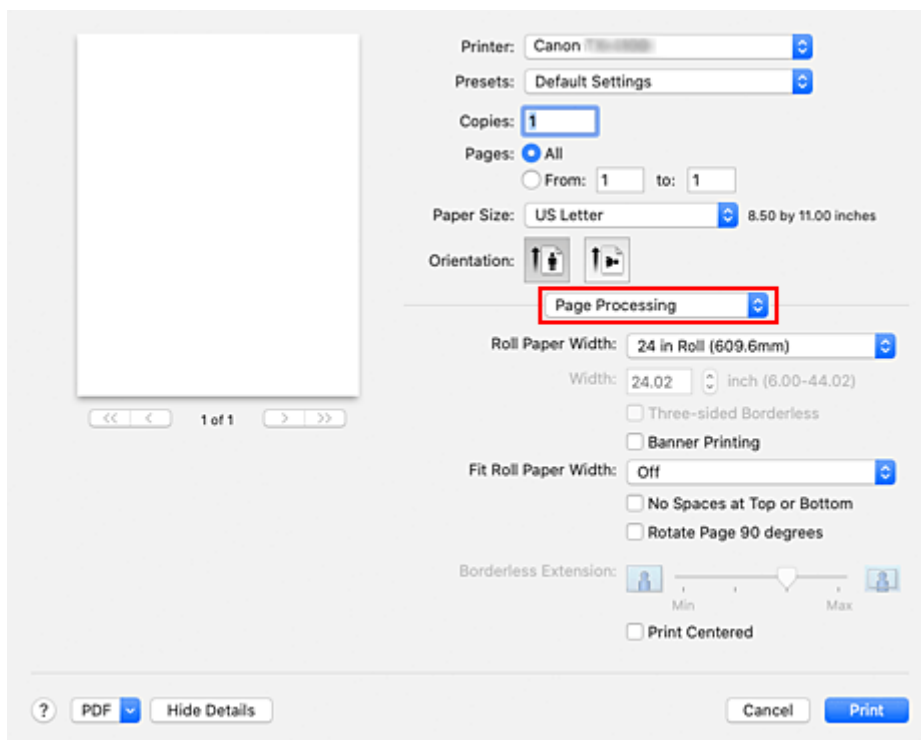 Printer: Canon
Presets: Default Settings
Copies: 1
Pages: All
From: 1 to: 1
Paper Size: US Letter 8.50 by 11.00 inches
Orientation:
Page Processing
Roll Paper Width: 24 in Roll (609.6mm)
Width: 24.02 inch (6.00-44.02)
Three-sided Borderless
Banner Printing
<< < 1 of 1 > >>
Fit Roll Paper Width: Off
No Spaces at Top or Bottom
Rotate Page 90 degrees
Borderless Extension:
Min Max
Print Centered
? PDF Hide Details Cancel Print